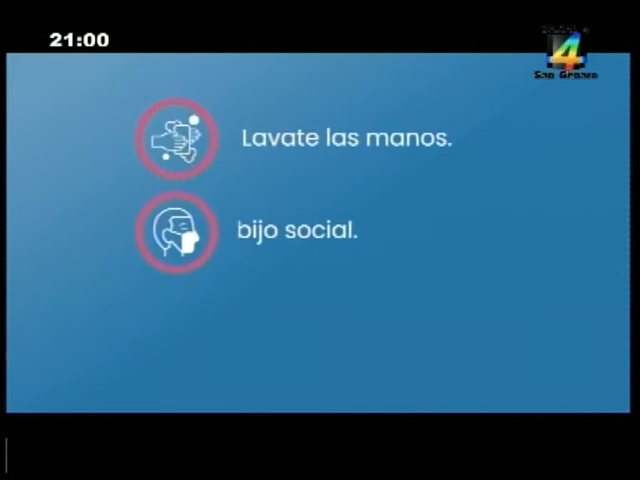 21:00
4
San Genaro
Lavate las manos.
bijo social.